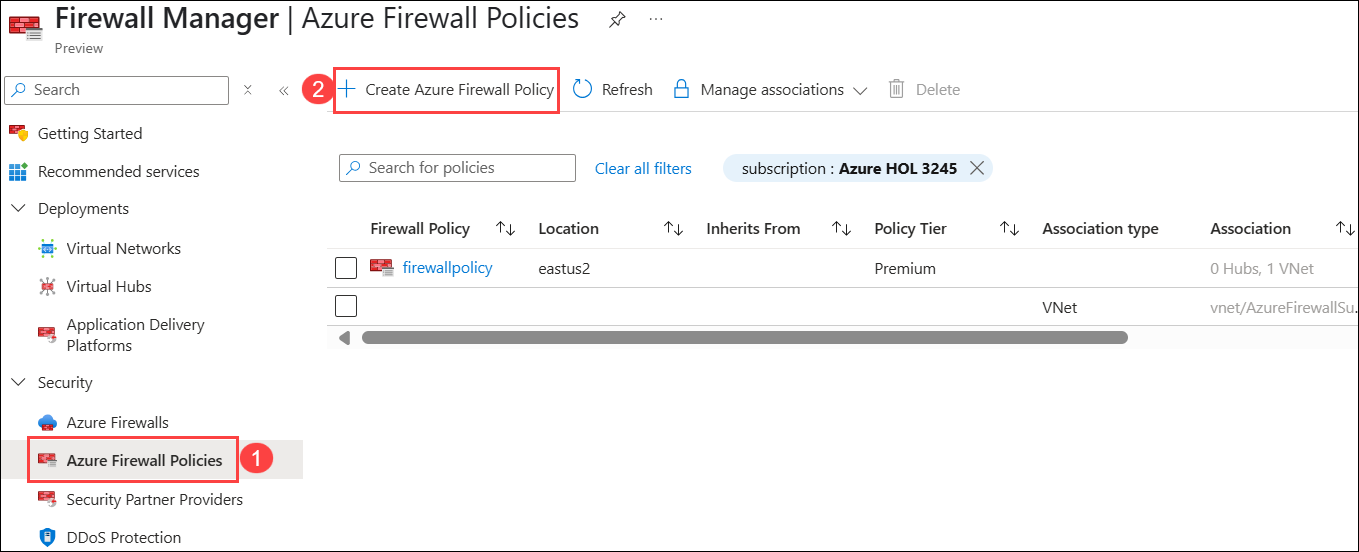 Firewall Manager | Azure Firewall Policies
Preview
Search
2
Create Azure Firewall Policy
Refresh
Manage associations
Delete
Getting Started
Recommended services
Deployments
Virtual Networks
Virtual Hubs
Application Delivery
Platforms
Security
Azure Firewalls
Azure Firewall Policies
1
Security Partner Providers
DDoS Protection
Search for policies
Clear all filters
subscription : Azure HOL 3245
Firewall Policy Location Inherits From Policy Tier Association type Association
firewallpolicy eastus2 Premium 0 Hubs, 1 VNet
VNet vnet/AzureFirewallSu.